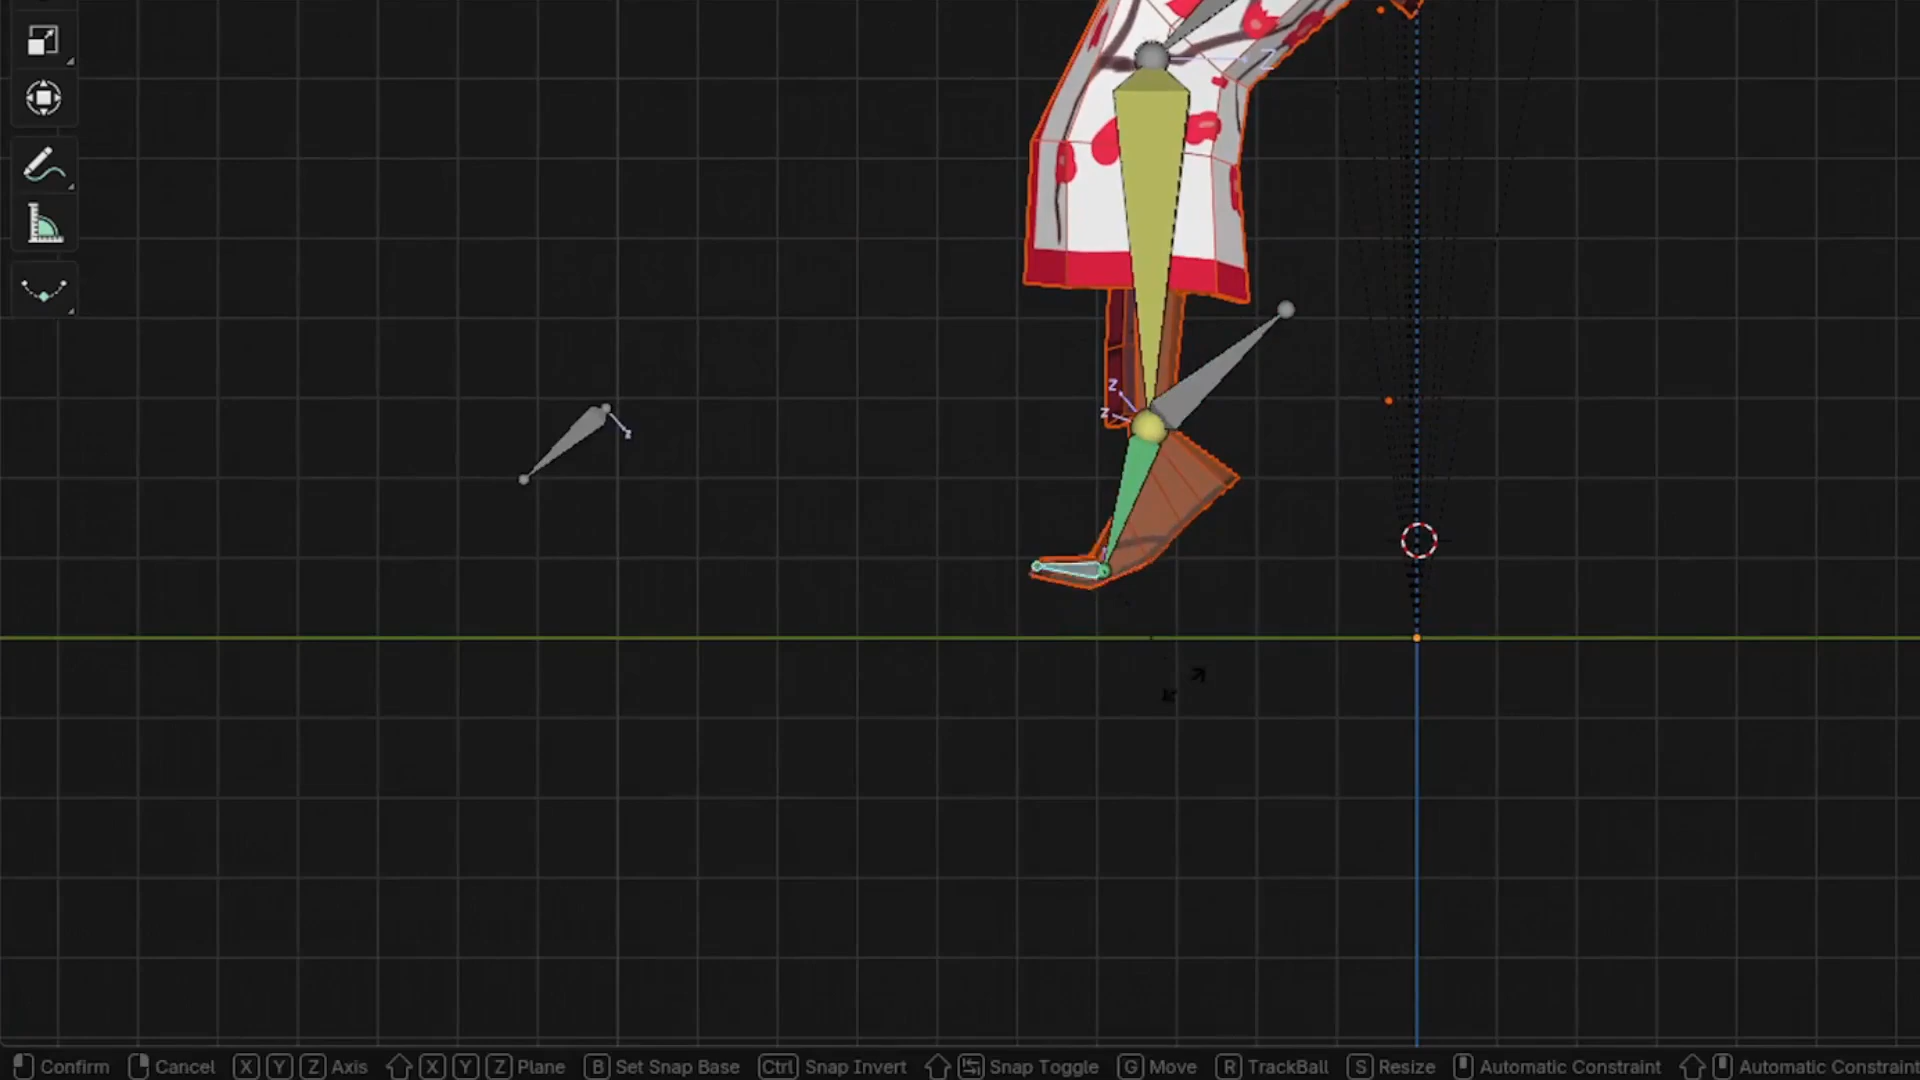 Z
Z
Z
Z
Confirm Cancel X Y Z Axis X Y Z Plane B Set Snap Base Ctrl Snap Invert Snap Toggle G Move R TrackBall S Resize Automatic Constraint Automatic Constraint